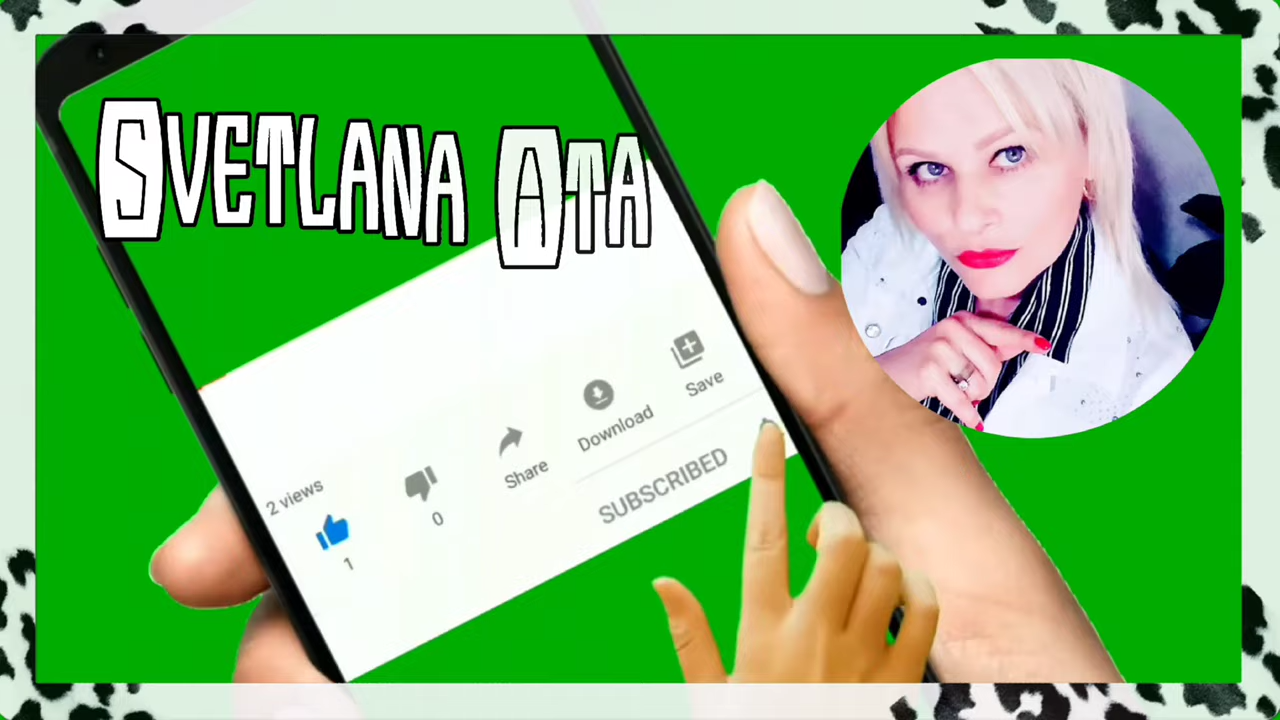 SVETLANA ATA
2 views
1
0
Share
Download
Save
SUBSCRIBED